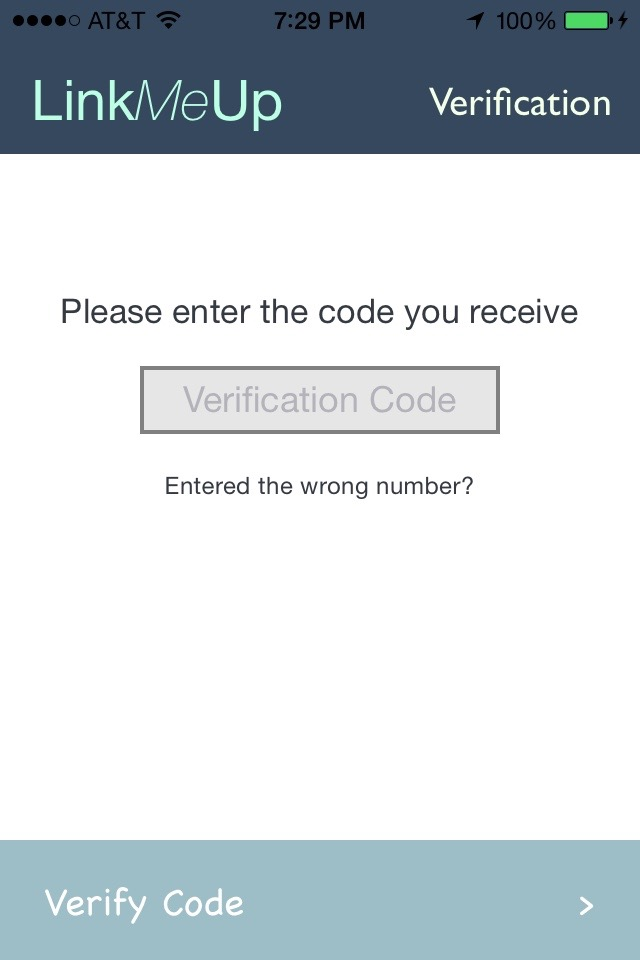 AT&T 7:29 PM 100%
LinkMeUp Verification
Please enter the code you receive
Verification Code
Entered the wrong number?
Verify Code >